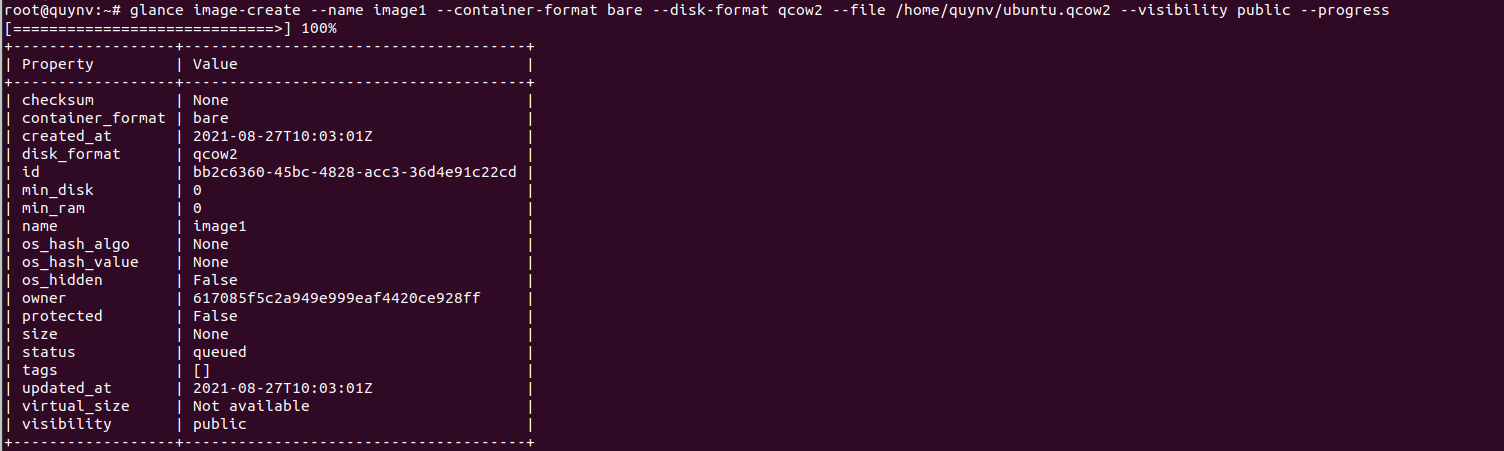 root@quynv:~# glance image-create --name image1 --container-format bare --disk-format qcow2 --file /home/quynv/ubuntu.qcow2 --visibility public --progress
[=============================>] 100%
+------------------+--------------------------------------+
| Property         | Value                                |
+------------------+--------------------------------------+
| checksum         | None                                 |
| container_format | bare                                 |
| created_at       | 2021-08-27T10:03:01Z                 |
| disk_format      | qcow2                                |
| id               | bb2c6360-45bc-4828-acc3-36d4e91c22cd |
| min_disk         | 0                                    |
| min_ram          | 0                                    |
| name             | image1                               |
| os_hash_algo     | None                                 |
| os_hash_value    | None                                 |
| os_hidden        | False                                |
| owner            | 617085f5c2a949e999eaf4420ce928ff     |
| protected        | False                                |
| size             | None                                 |
| status           | queued                               |
| tags             | []                                   |
| updated_at       | 2021-08-27T10:03:01Z                 |
| virtual_size     | Not available                        |
| visibility       | public                               |
+------------------+--------------------------------------+